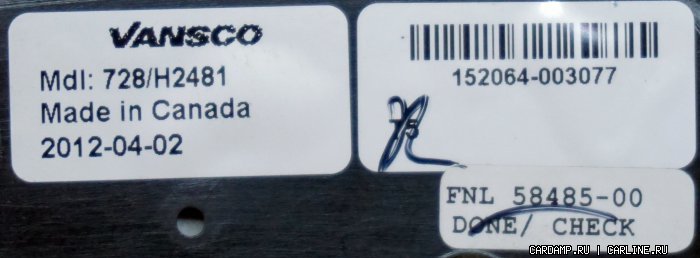 VANSCO
Mdl: 728/H2481
Made in Canada
2012-04-02
152064-003077
FNL 58485-00
DONE/ CHECK
CARDAMP.RU | CARLINE.RU